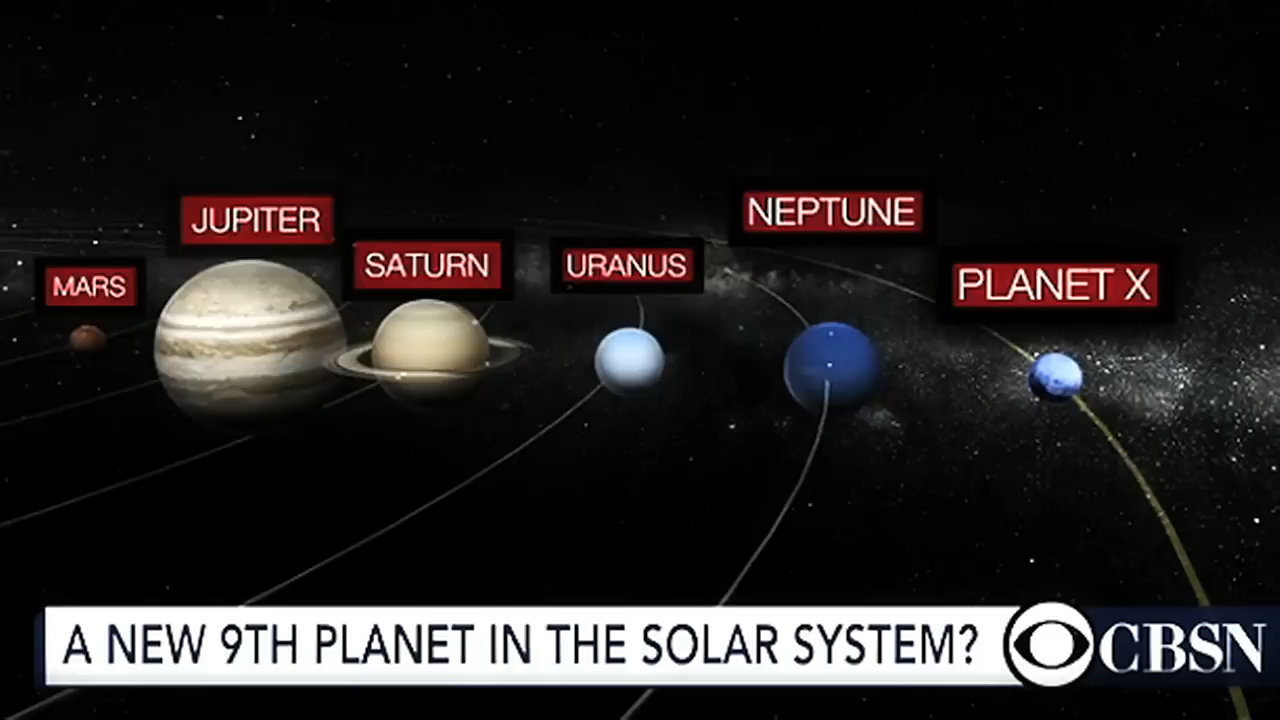 NEPTUNE
JUPITER
SATURN
URANUS
MARS
PLANET X
A NEW 9TH PLANET IN THE SOLAR SYSTEM?
CBSN